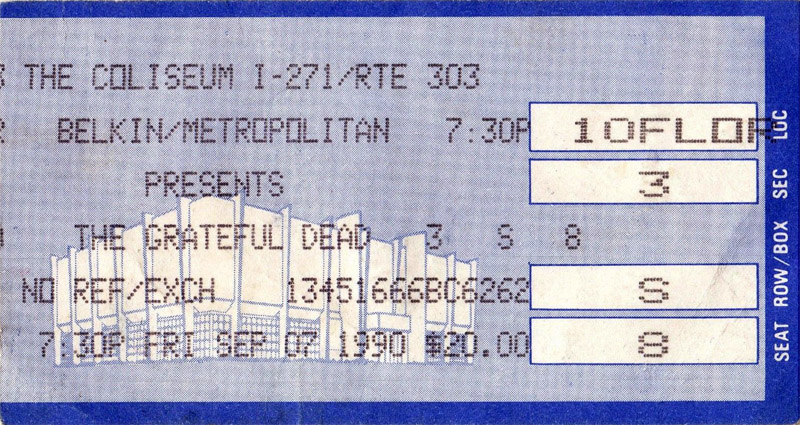 THE COLISEUM I-271/RTE 303
BELKIN/METROPOLITAN 7:30P 10FLOR LOC
PRESENTS 3 SEC
THE GRATEFUL DEAD 3 S 8
NO REF/EXCH 13451666BC6262 S ROW/BOX
7:30P FRI SEP 07 1990 $20.00 8 SEAT